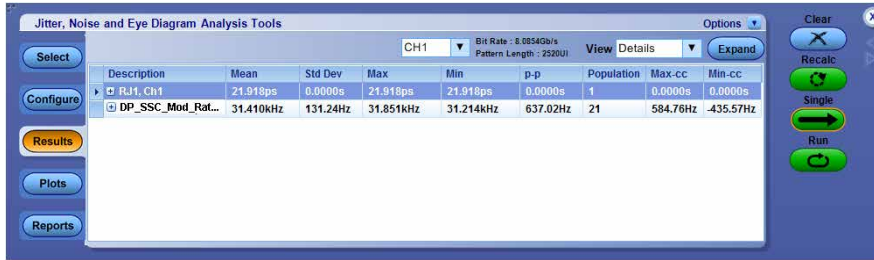 Jitter, Noise and Eye Diagram Analysis Tools
Options
Clear
Select
CH1
Bit Rate : 8.0854Gb/s
Pattern Length : 2520UI
View Details
Expand
Recalc
Description Mean Std Dev Max Min p-p Population Max-cc Min-cc
RJ1, Ch1 21.918ps 0.0000s 21.918ps 21.918ps 0.0000s 1 0.0000s 0.0000s
Configure
DP_SSC_Mod_Rat... 31.410kHz 131.24Hz 31.851kHz 31.214kHz 637.02Hz 21 584.76Hz -435.57Hz
Single
Results
Run
Plots
Reports